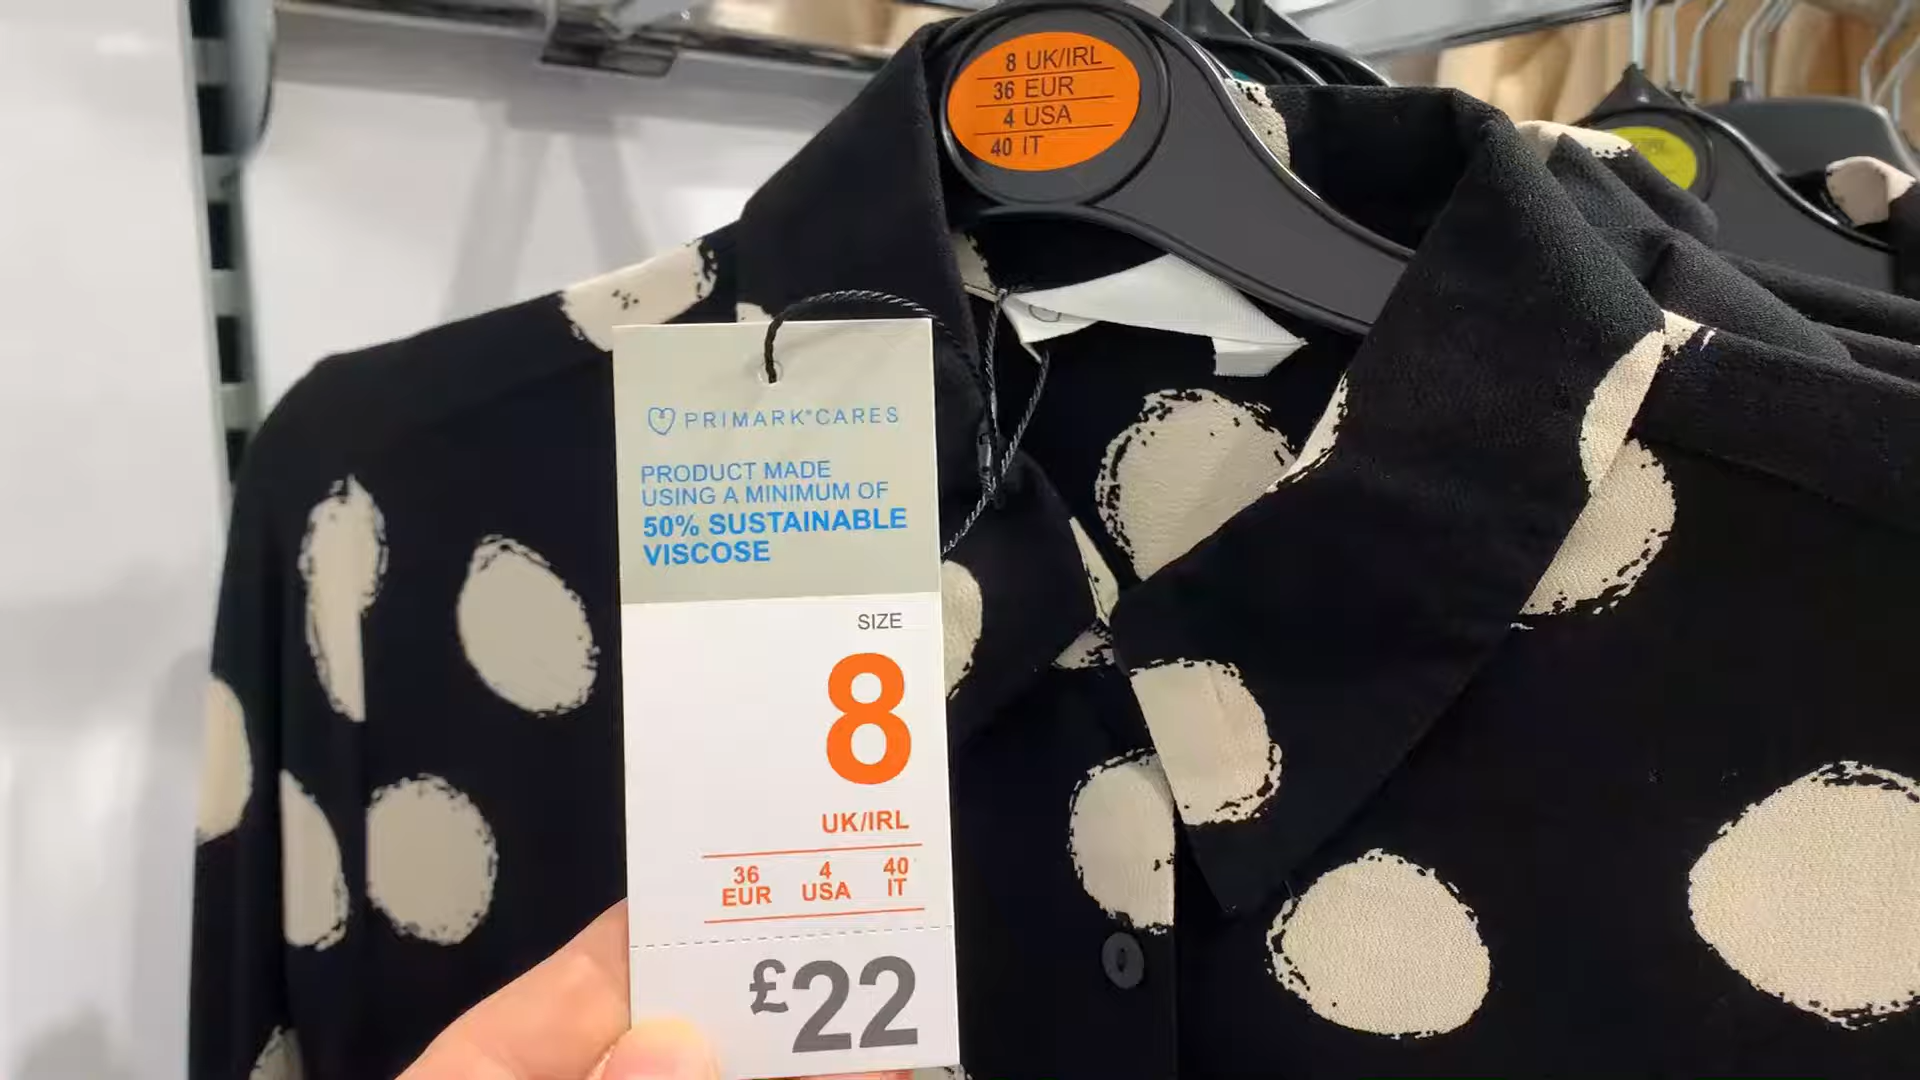 8 UK/IRL
36 EUR
4 USA
40 IT
PRIMARK®CARES
PRODUCT MADE
USING A MINIMUM OF
50% SUSTAINABLE
VISCOSE
SIZE
8
UK/IRL
36 4 40
EUR USA IT
£22